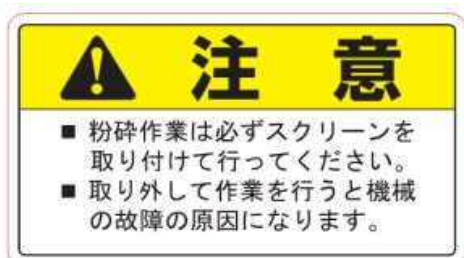 注 意
■ 粉砕作業は必ずスクリーンを
取り付けて行ってください。
■ 取り外して作業を行うと機械
の故障の原因になります。